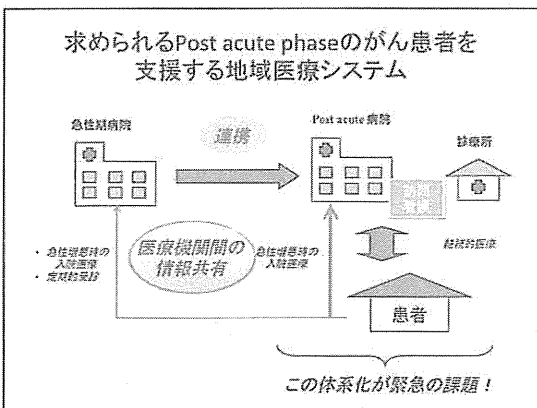 求められるPost acute phaseのがん患者を
支援する地域医療システム
急性期病院
連携
Post acute 病院
診療所
・急性増悪時の
入院医療
・定期的受診
医療機関間の
情報共有
急性増悪時の
入院医療
継続的医療
患者
この体系化が緊急の課題！